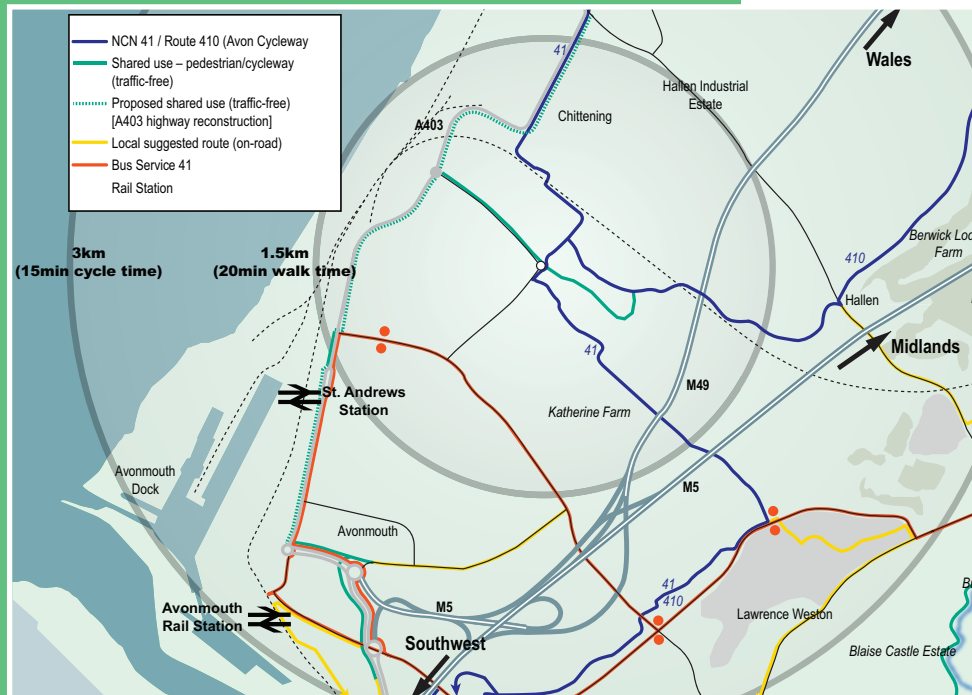 NCN 41 / Route 410 (Avon Cycleway
Shared use – pedestrian/cycleway
(traffic-free)
Proposed shared use (traffic-free)
[A403 highway reconstruction]
Local suggested route (on-road)
Bus Service 41
Rail Station
41
Wales
Hallen Industrial
Estate
Chittening
A403
3km
(15min cycle time)
1.5km
(20min walk time)
Berwick Loc
Farm
410
Hallen
Midlands
41
M49
St. Andrews
Station
Katherine Farm
Avonmouth
Dock
M5
Avonmouth
41
410
M5
Avonmouth
Rail Station
Lawrence Weston
Southwest
Blaise Castle Estate